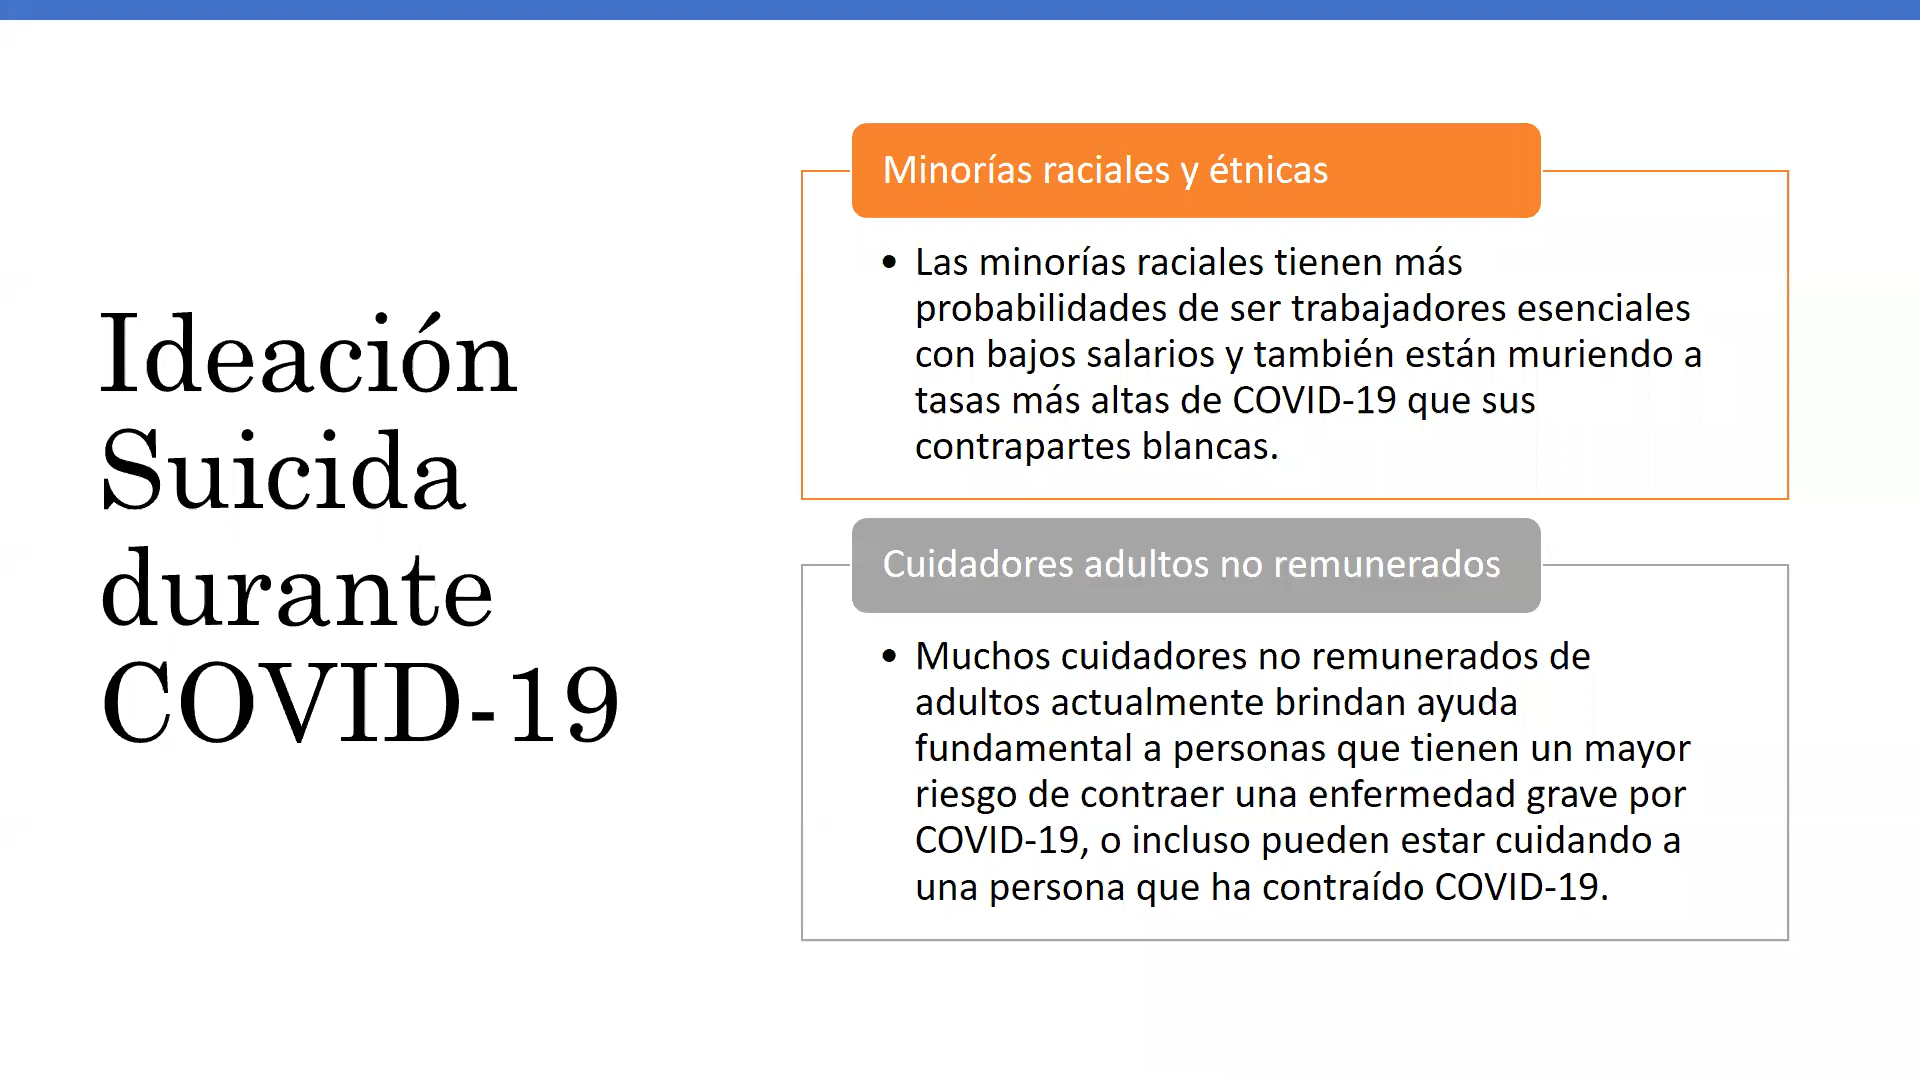 Ideación
Suicida
durante
COVID-19
Minorías raciales y étnicas
• Las minorías raciales tienen más
probabilidades de ser trabajadores esenciales
con bajos salarios y también están muriendo a
tasas más altas de COVID-19 que sus
contrapartes blancas.
Cuidadores adultos no remunerados
• Muchos cuidadores no remunerados de
adultos actualmente brindan ayuda
fundamental a personas que tienen un mayor
riesgo de contraer una enfermedad grave por
COVID-19, o incluso pueden estar cuidando a
una persona que ha contraído COVID-19.